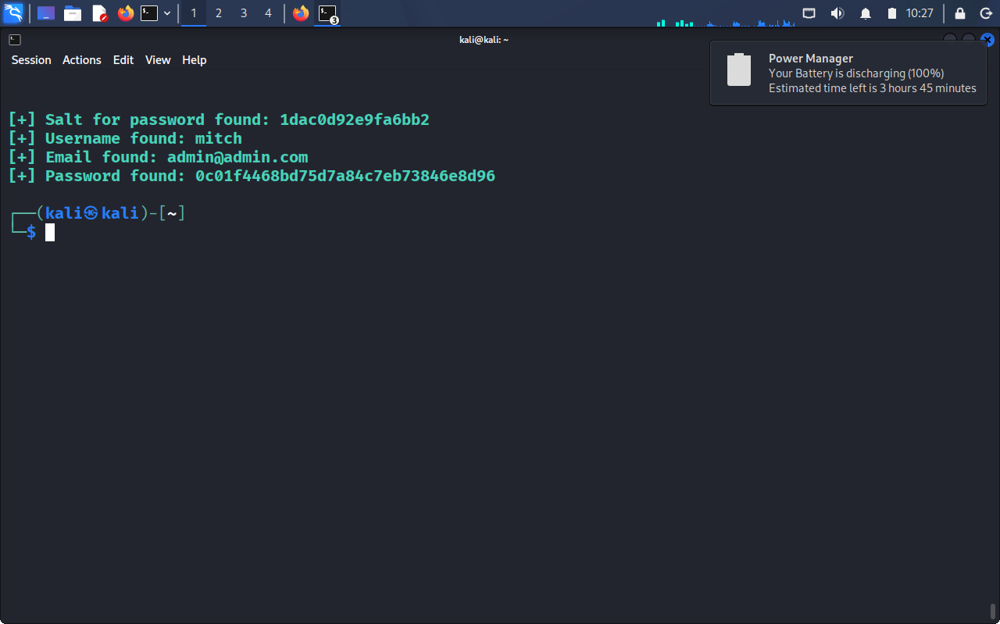 1 2 3 4 3 10:27
kali@kali: ~
Session Actions Edit View Help
Power Manager
Your Battery is discharging (100%)
Estimated time left is 3 hours 45 minutes
[+] Salt for password found: 1dac0d92e9fa6bb2
[+] Username found: mitch
[+] Email found: admin@admin.com
[+] Password found: 0c01f4468bd75d7a84c7eb73846e8d96
┌──(kali㉿kali)-[~]
└─$